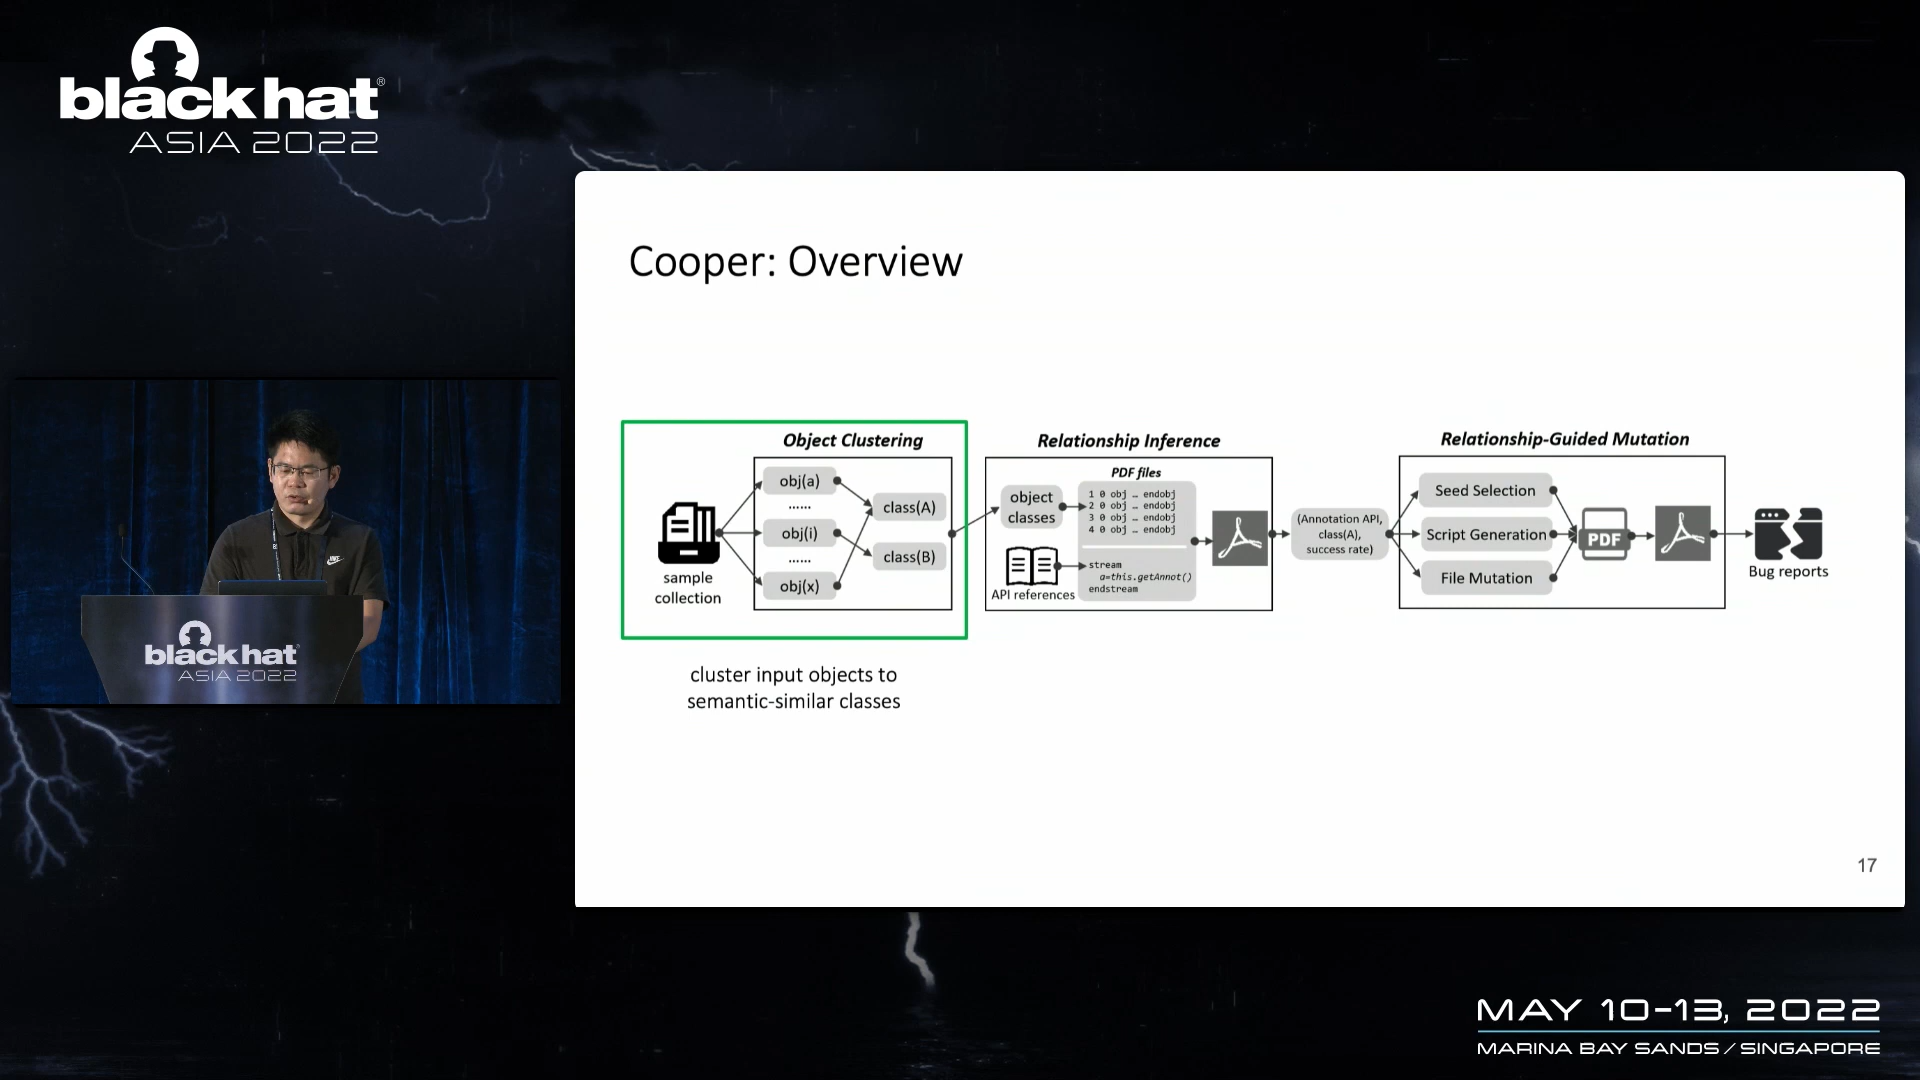 black hat®
ASIA 2022
Cooper: Overview
Object Clustering
obj(a)
......
obj(i)
......
obj(x)
class(A)
class(B)
sample
collection
cluster input objects to
semantic-similar classes
Relationship Inference
PDF files
object
classes
1 0 obj … endobj
2 0 obj … endobj
3 0 obj … endobj
4 0 obj … endobj
stream
a=this.getAnnot()
endstream
API references
(Annotation API,
class(A),
success rate)
Relationship-Guided Mutation
Seed Selection
Script Generation
File Mutation
PDF
Bug reports
17
NIKE
black hat
ASIA 2022
MAY 10-13, 2022
MARINA BAY SANDS / SINGAPORE